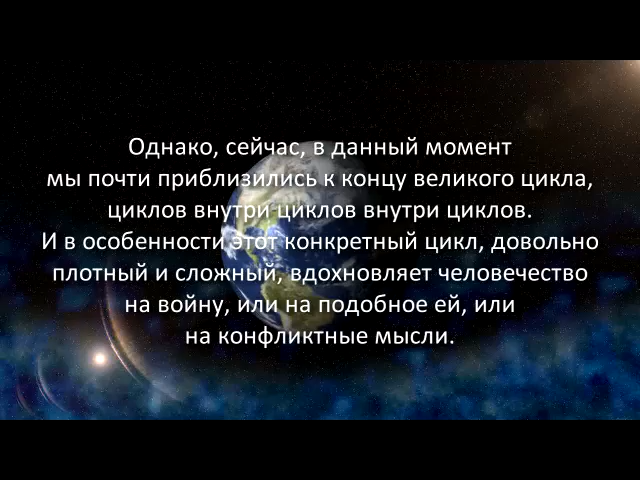 Однако, сейчас, в данный момент
мы почти приблизились к концу великого цикла,
циклов внутри циклов внутри циклов.
И в особенности этот конкретный цикл, довольно
плотный и сложный, вдохновляет человечество
на войну, или на подобное ей, или
на конфликтные мысли.